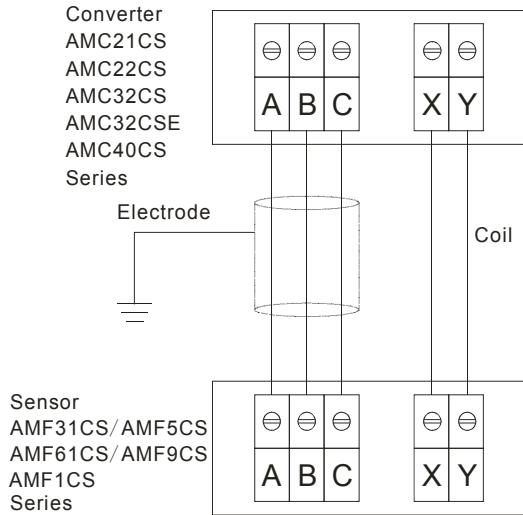 Converter
AMC21CS
AMC22CS
AMC32CS
AMC32CSE
AMC40CS
Series
A B C X Y
Electrode
Coil
Sensor
AMF31CS/AMF5CS
AMF61CS/AMF9CS
AMF1CS
Series
A B C X Y